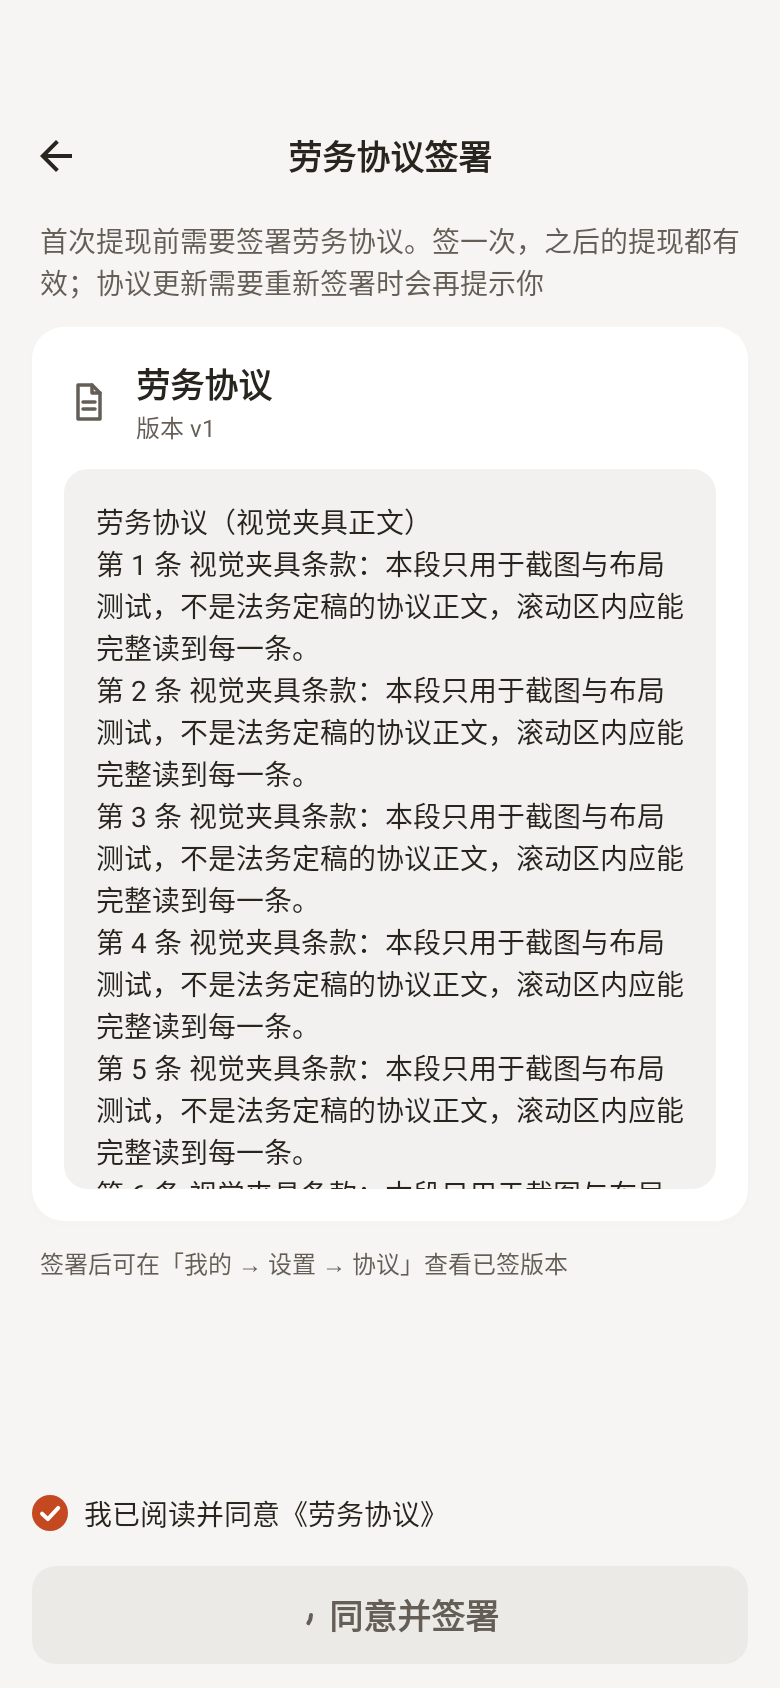 劳务协议签署
首次提现前需要签署劳务协议。签一次，之后的提现都有
效；协议更新需要重新签署时会再提示你
劳务协议
版本 v1
劳务协议（视觉夹具正文）
第 1 条 视觉夹具条款：本段只用于截图与布局
测试，不是法务定稿的协议正文，滚动区内应能
完整读到每一条。
第 2 条 视觉夹具条款：本段只用于截图与布局
测试，不是法务定稿的协议正文，滚动区内应能
完整读到每一条。
第 3 条 视觉夹具条款：本段只用于截图与布局
测试，不是法务定稿的协议正文，滚动区内应能
完整读到每一条。
第 4 条 视觉夹具条款：本段只用于截图与布局
测试，不是法务定稿的协议正文，滚动区内应能
完整读到每一条。
第 5 条 视觉夹具条款：本段只用于截图与布局
测试，不是法务定稿的协议正文，滚动区内应能
完整读到每一条。
签署后可在「我的 → 设置 → 协议」查看已签版本
我已阅读并同意《劳务协议》
同意并签署